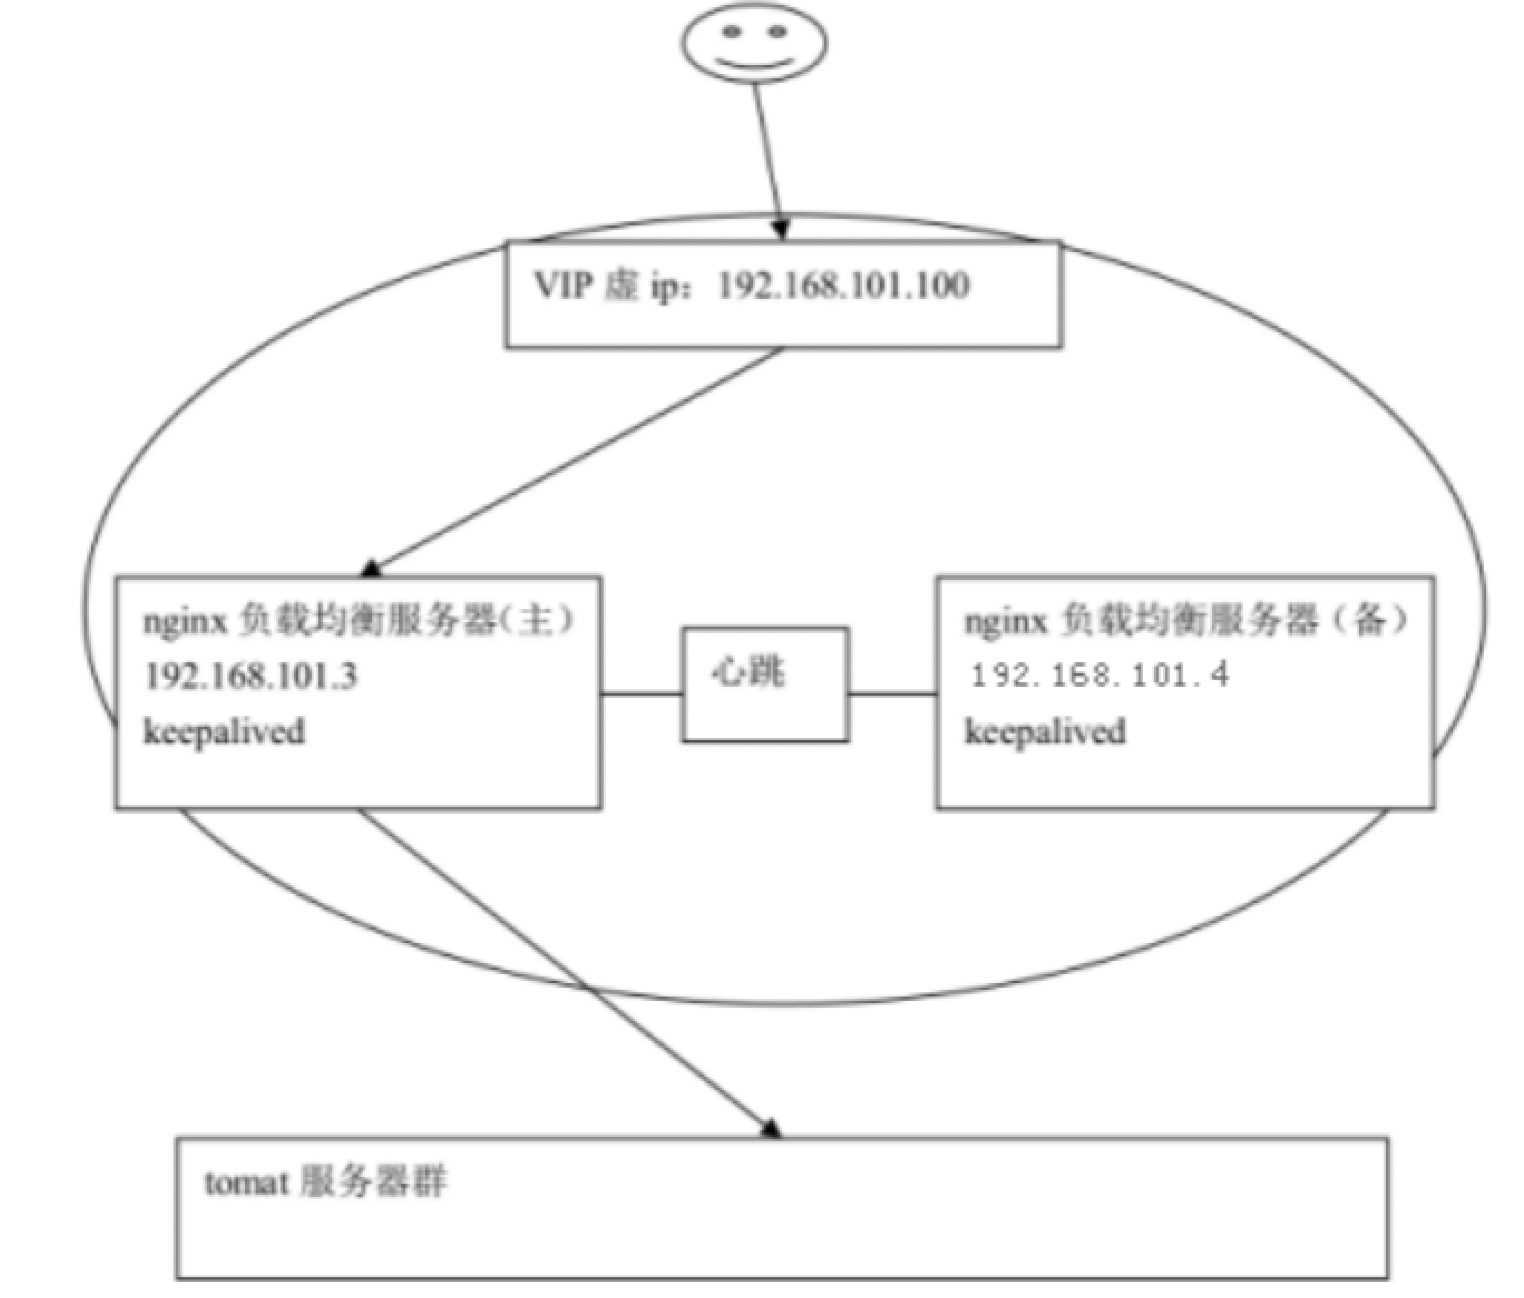 VIP 虚 ip：192.168.101.100
nginx 负载均衡服务器（主）
192.168.101.3
keepalived
心跳
nginx 负载均衡服务器（备）
192.168.101.4
keepalived
tomat 服务器群